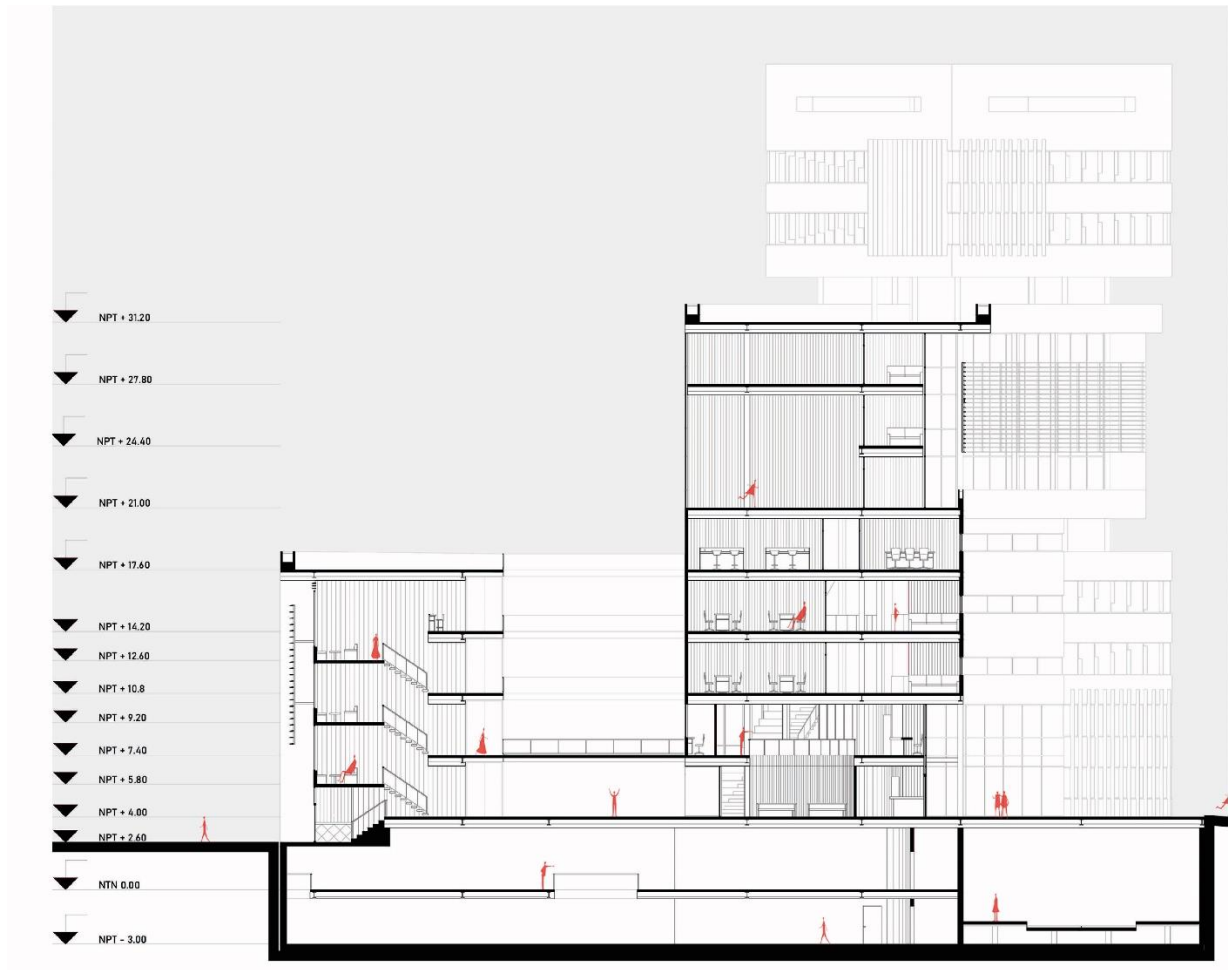 NPT + 31.20
NPT + 27.80
NPT + 24.40
NPT + 21.00
NPT + 17.60
NPT + 14.20
NPT + 12.60
NPT + 10.8
NPT + 9.20
NPT + 7.40
NPT + 5.80
NPT + 4.00
NPT + 2.60
NTN 0.00
NPT - 3.00